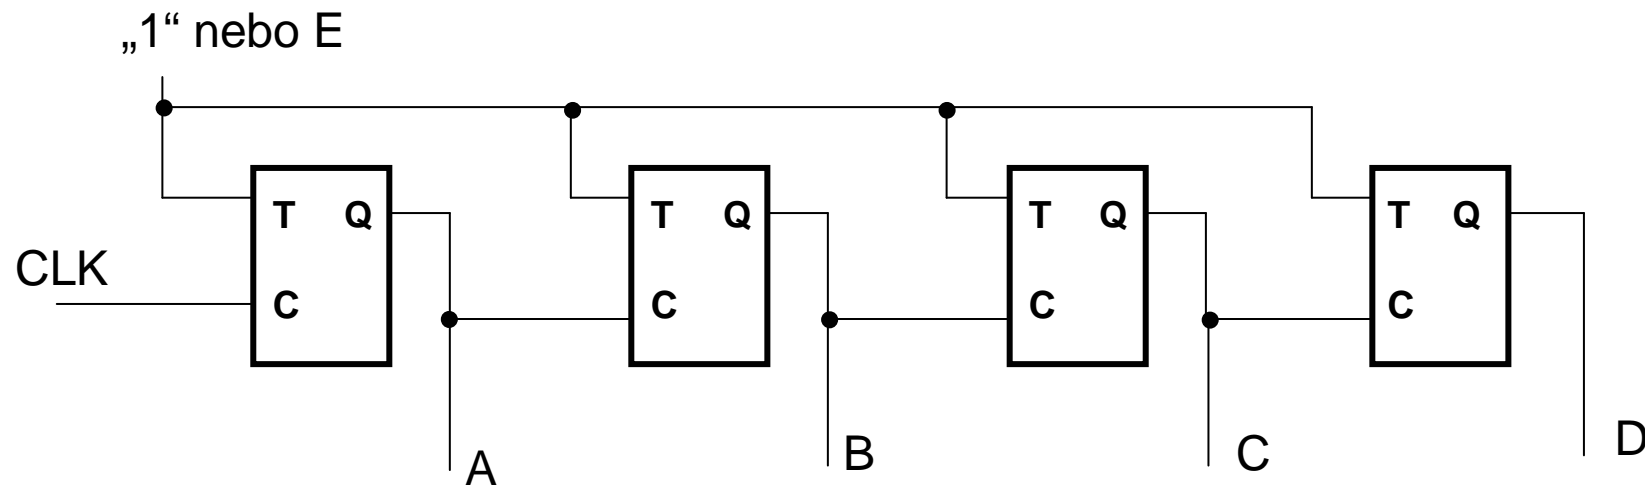 „1“ nebo E
T Q T Q T Q T Q
CLK
C C C C
A B C D